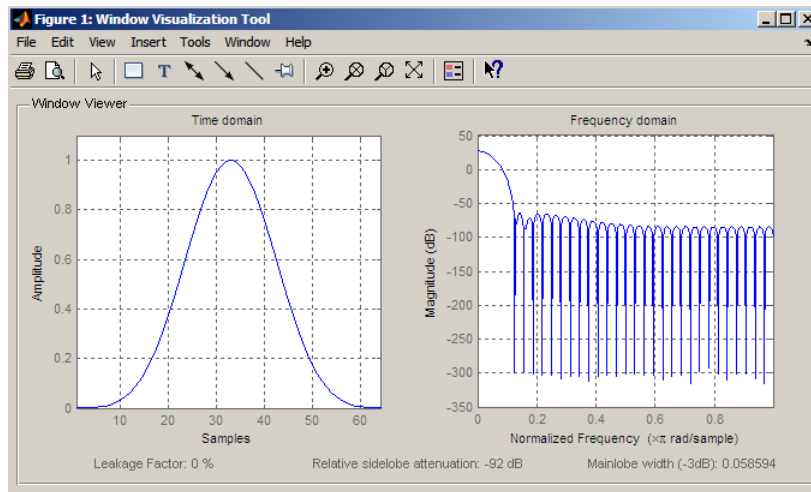 Figure 1: Window Visualization Tool
File Edit View Insert Tools Window Help
T
Window Viewer
Time domain
Frequency domain
1
0.8
0.6
0.4
0.2
0
Amplitude
10 20 30 40 50 60
Samples
50
0
-50
-100
-150
-200
-250
-300
-350
Magnitude (dB)
0 0.2 0.4 0.6 0.8
Normalized Frequency (×π rad/sample)
Leakage Factor: 0 %
Relative sidelobe attenuation: -92 dB
Mainlobe width (-3dB): 0.058594